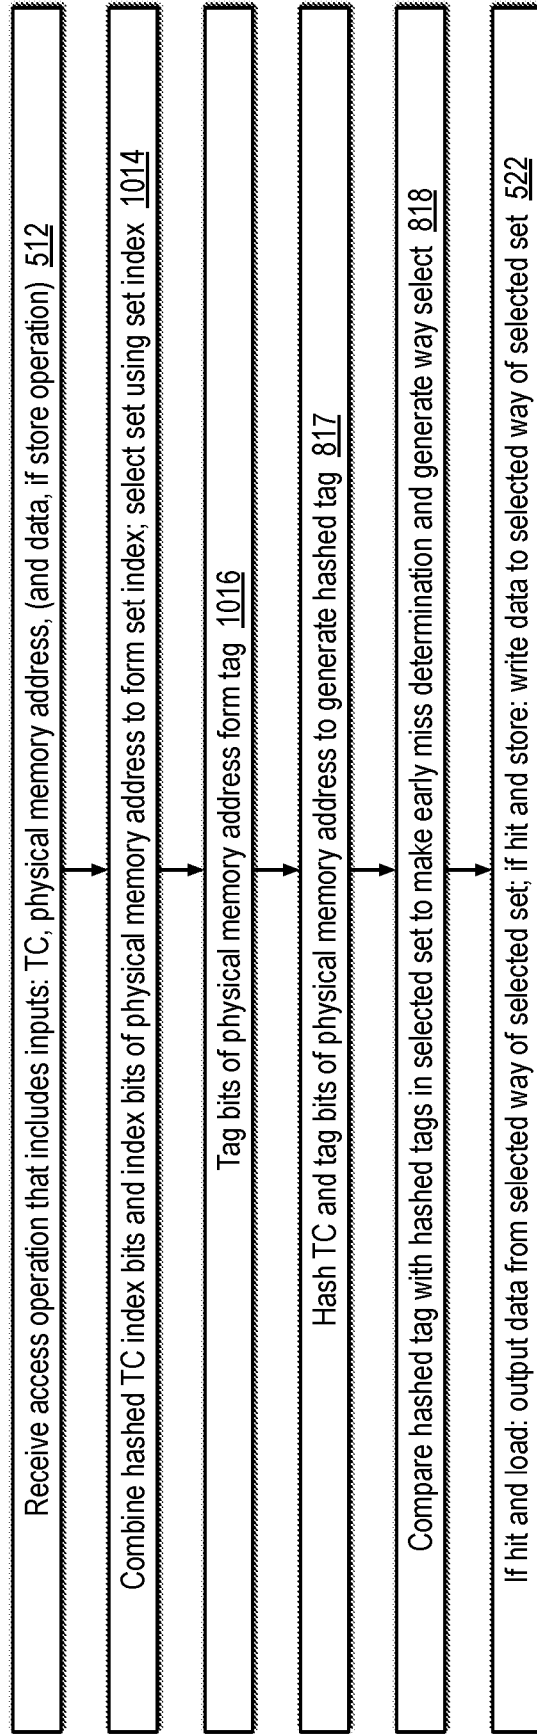 Receive access operation that includes inputs: TC, physical memory address, (and data, if store operation) 512
Combine hashed TC index bits and index bits of physical memory address to form set index; select set using set index 1014
Tag bits of physical memory address form tag 1016
Hash TC and tag bits of physical memory address to generate hashed tag 817
Compare hashed tag with hashed tags in selected set to make early miss determination and generate way select 818
If hit and load: output data from selected way of selected set; if hit and store: write data to selected way of selected set 522